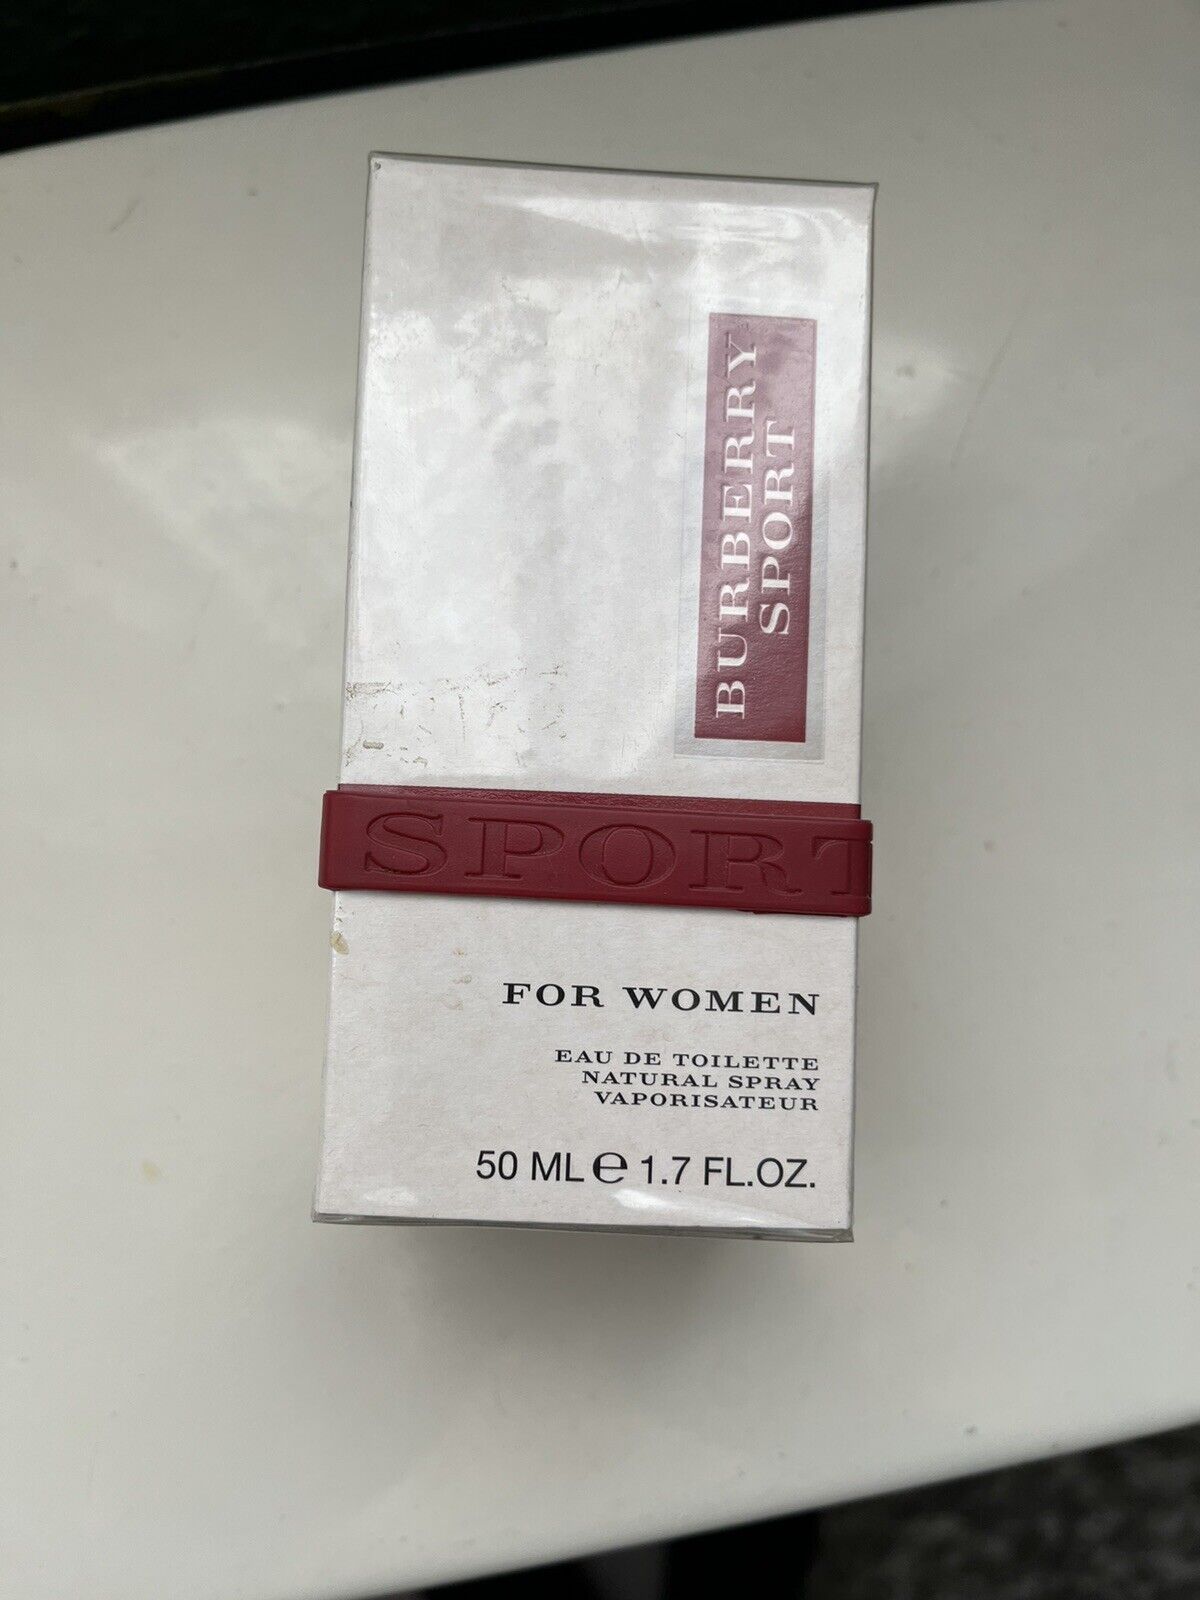 BURBERRY
SPORT
SPORT
FOR WOMEN
EAU DE TOILETTE
NATURAL SPRAY
VAPORISATEUR
50 ML ℮ 1.7 FL.OZ.